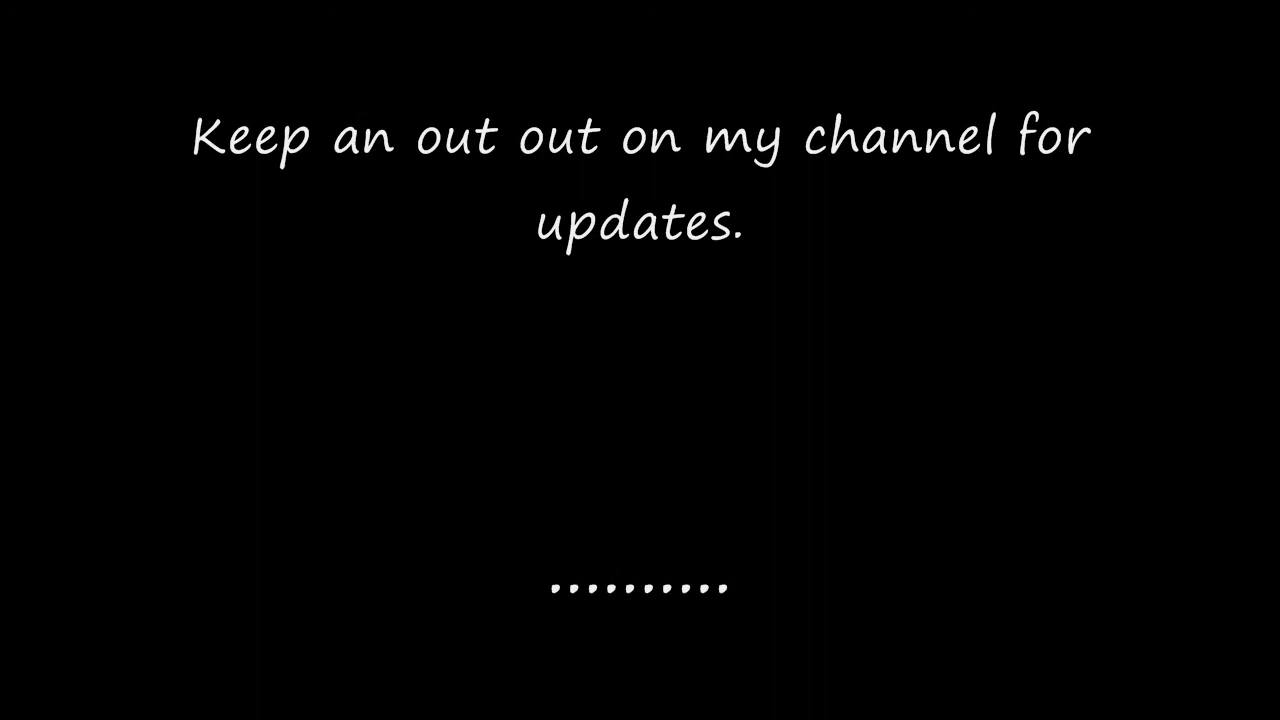 Keep an out out on my channel for
updates.
..........